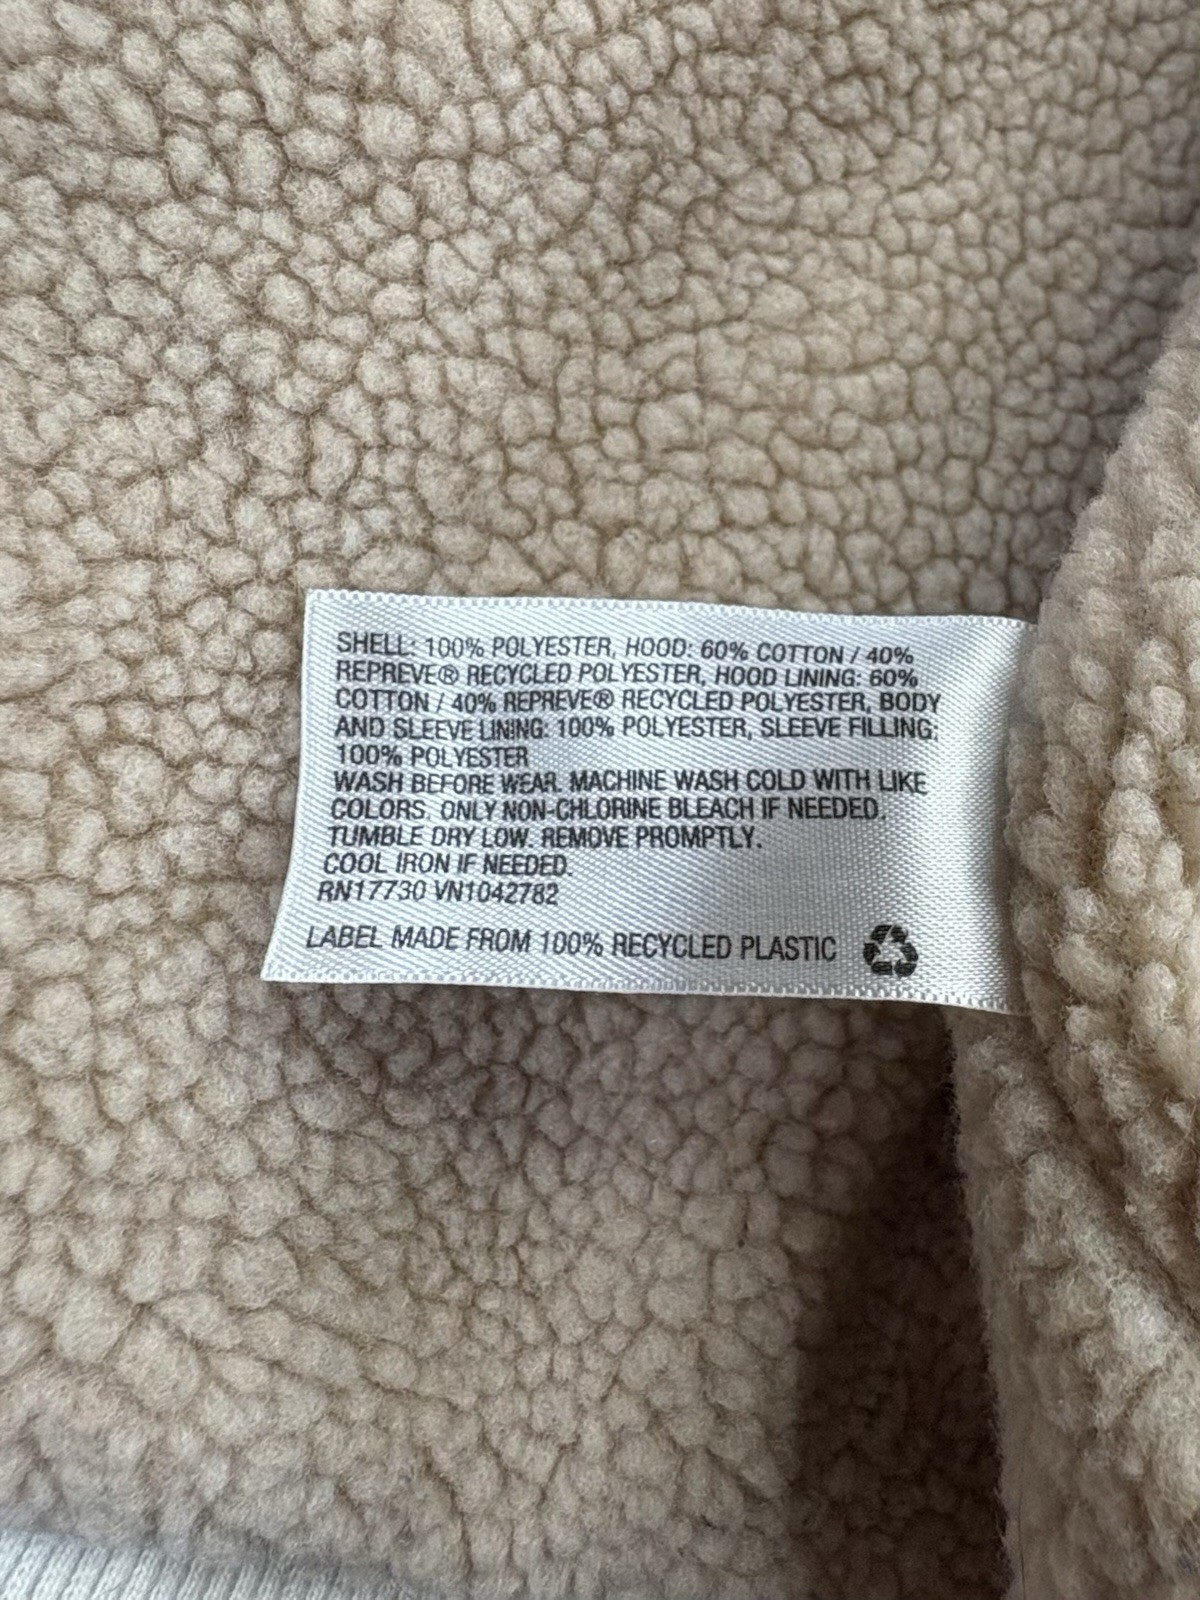 SHELL: 100% POLYESTER, HOOD: 60% COTTON / 40%
REPREVE® RECYCLED POLYESTER, HOOD LINING: 60%
COTTON / 40% REPREVE® RECYCLED POLYESTER, BODY
AND SLEEVE LINING: 100% POLYESTER, SLEEVE FILLING:
100% POLYESTER
WASH BEFORE WEAR. MACHINE WASH COLD WITH LIKE
COLORS. ONLY NON-CHLORINE BLEACH IF NEEDED.
TUMBLE DRY LOW. REMOVE PROMPTLY.
COOL IRON IF NEEDED.
RN17730 VN1042782
LABEL MADE FROM 100% RECYCLED PLASTIC